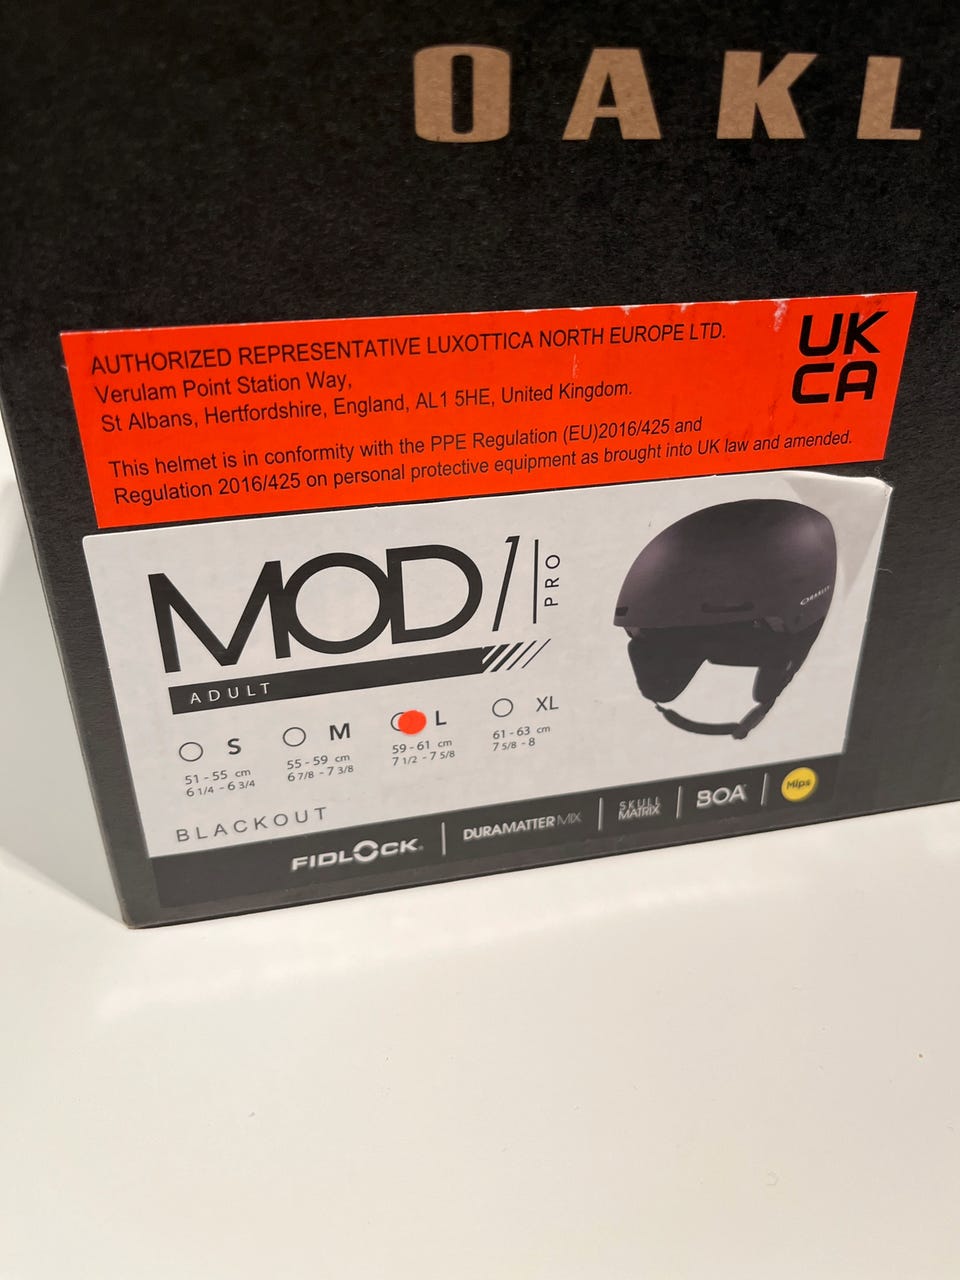 OAKL
AUTHORIZED REPRESENTATIVE LUXOTTICA NORTH EUROPE LTD.
Verulam Point Station Way,
St Albans, Hertfordshire, England, AL1 5HE, United Kingdom.
UK
CA
This helmet is in conformity with the PPE Regulation (EU)2016/425 and
Regulation 2016/425 on personal protective equipment as brought into UK law and amended.
MOD1 PRO
OAKLEY
ADULT
S
51 - 55 cm
6 1/4 - 6 3/4
M
55 - 59 cm
6 7/8 - 7 3/8
L
59 - 61 cm
7 1/2 - 7 5/8
XL
61 - 63 cm
7 5/8 - 8
BLACKOUT
FIDLOCK® | DURAMATTER MIX | SKULL MATRIX | BOA | Mips